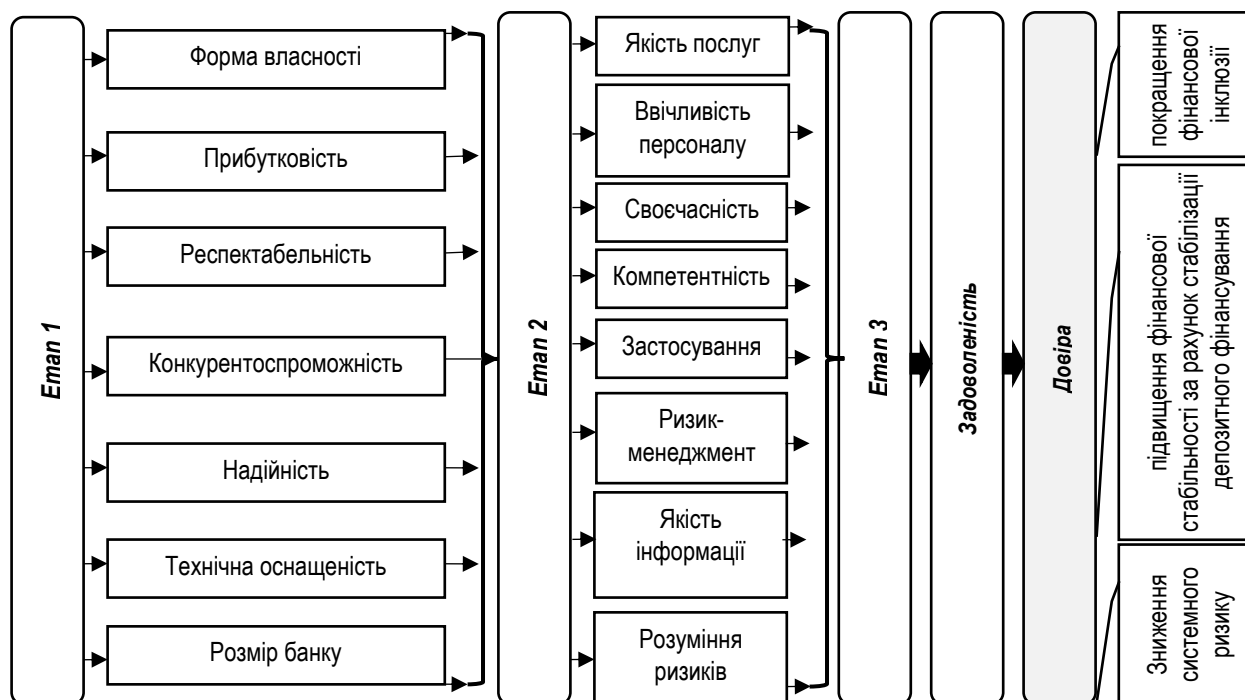 Етап 1
Форма власності
Прибутковість
Респектабельність
Конкурентоспроможність
Надійність
Технічна оснащеність
Розмір банку
Етап 2
Якість послуг
Ввічливість
персоналу
Своєчасність
Компетентність
Застосування
Ризик-
менеджмент
Якість
інформації
Розуміння
ризиків
Етап 3
Задоволеність
Довіра
покращення
фінансової
інклюзії
підвищення фінансової
стабільності за рахунок стабілізації
депозитного фінансування
Зниження
системного
ризику